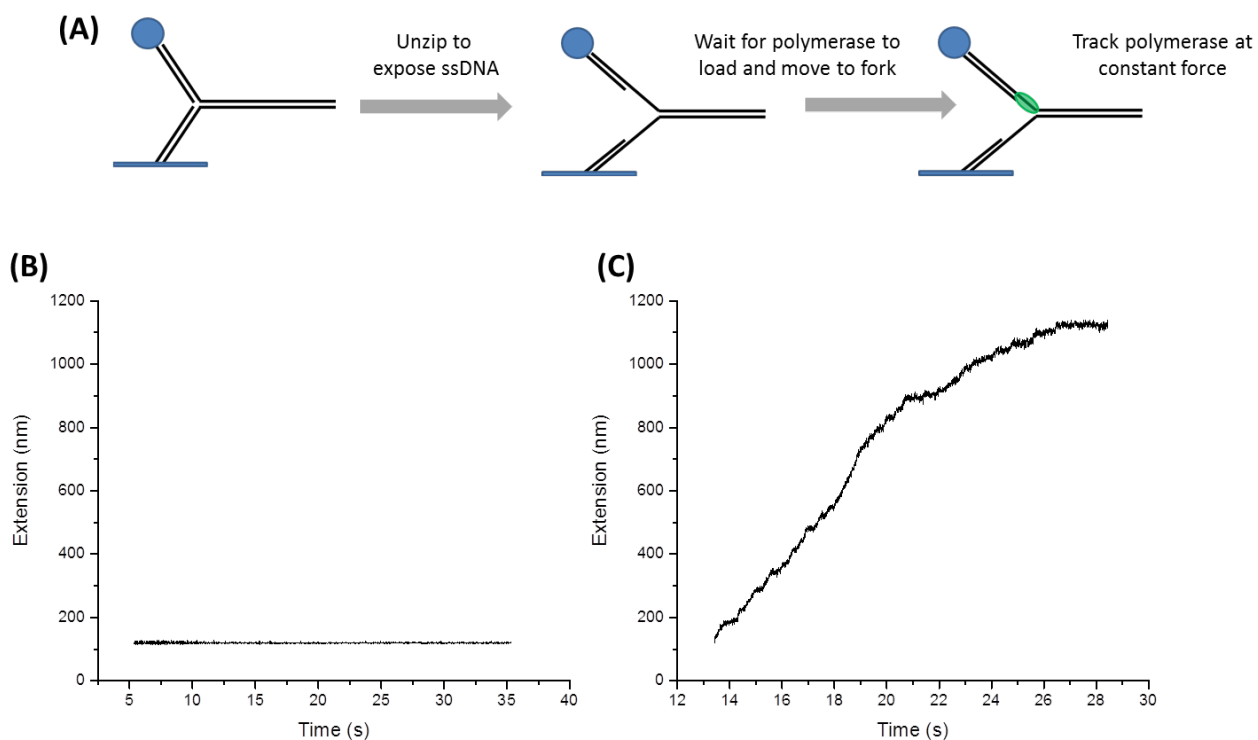 (A)
Unzip to
expose ssDNA
Wait for polymerase to
load and move to fork
Track polymerase at
constant force
(B)
1200
1000
800
600
400
200
0
Extension (nm)
5
10
15
20
25
30
35
40
Time (s)
(C)
1200
1000
800
600
400
200
0
Extension (nm)
12
14
16
18
20
22
24
26
28
30
Time (s)